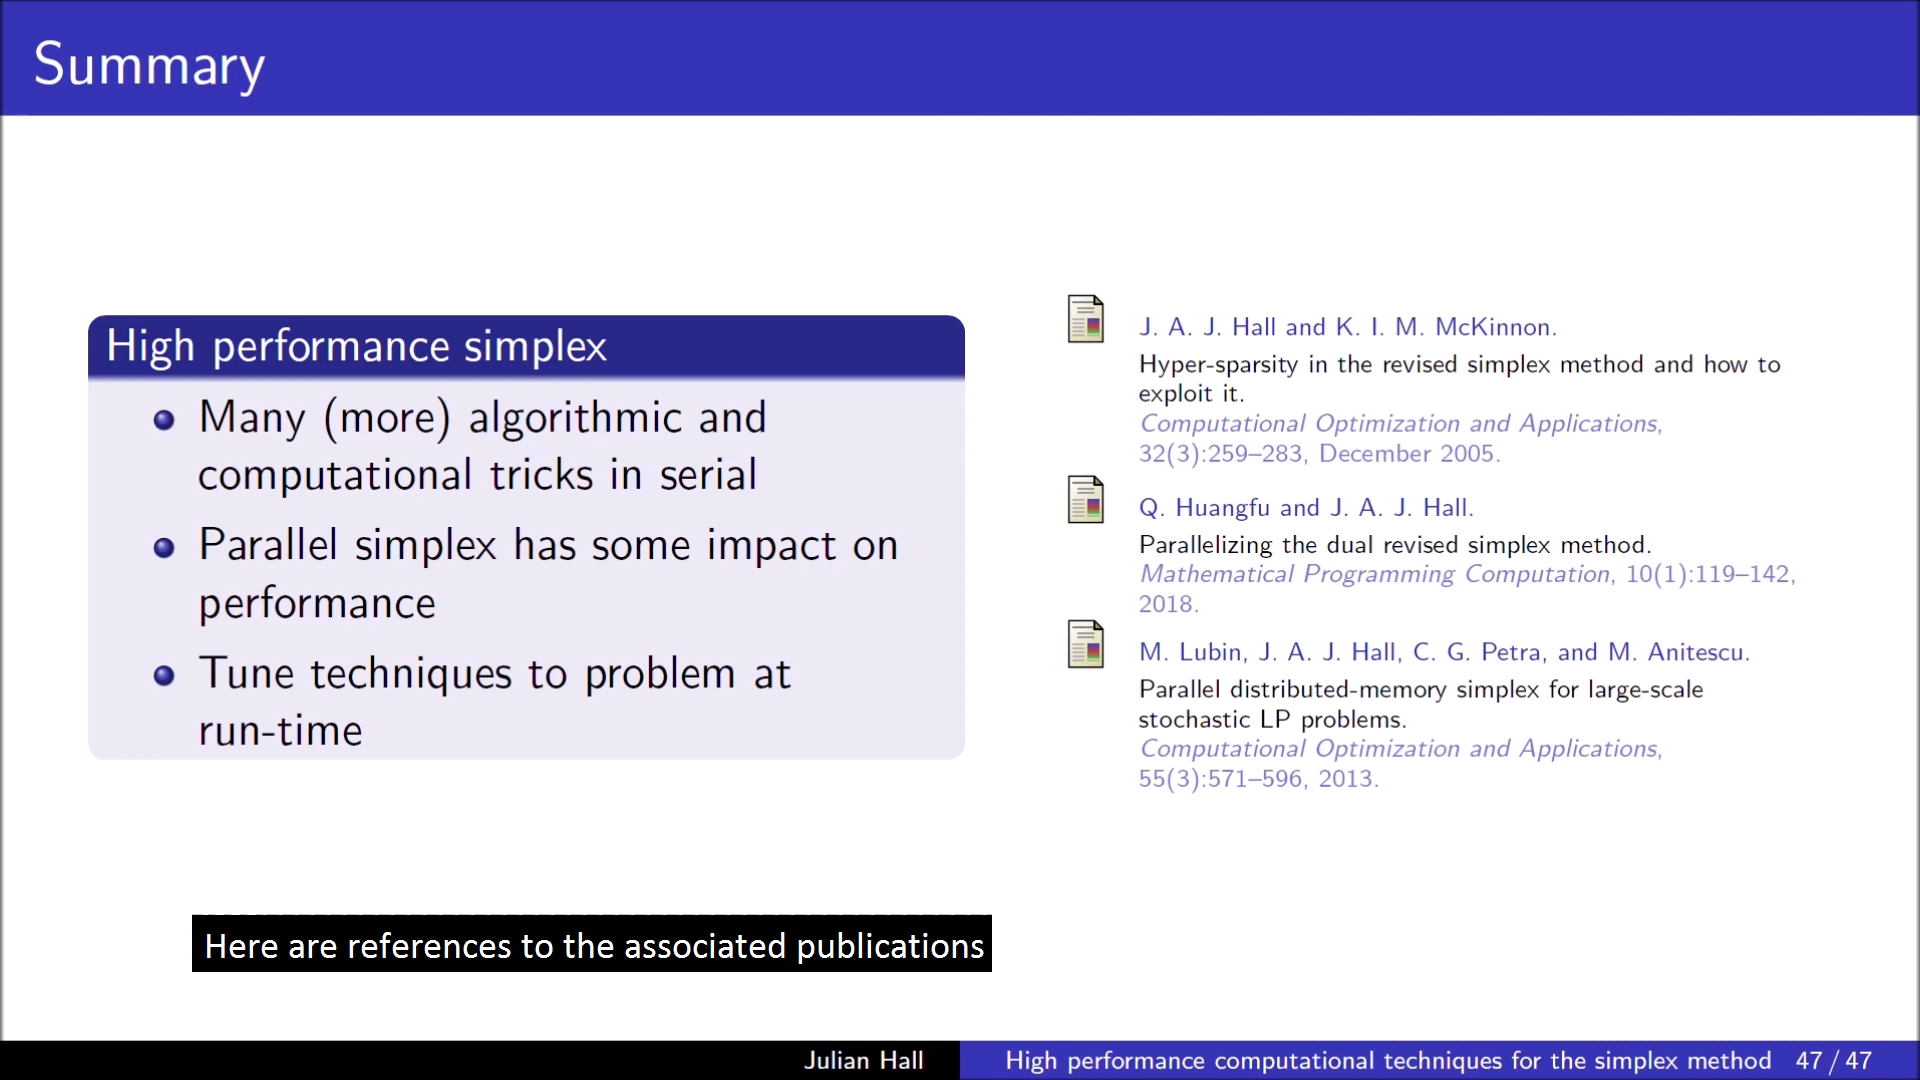 Summary
High performance simplex
Many (more) algorithmic and
computational tricks in serial
Parallel simplex has some impact on
performance
Tune techniques to problem at
run-time
J. A. J. Hall and K. I. M. McKinnon.
Hyper-sparsity in the revised simplex method and how to
exploit it.
Computational Optimization and Applications,
32(3):259–283, December 2005.
Q. Huangfu and J. A. J. Hall.
Parallelizing the dual revised simplex method.
Mathematical Programming Computation, 10(1):119–142,
2018.
M. Lubin, J. A. J. Hall, C. G. Petra, and M. Anitescu.
Parallel distributed-memory simplex for large-scale
stochastic LP problems.
Computational Optimization and Applications,
55(3):571–596, 2013.
Here are references to the associated publications
Julian Hall
High performance computational techniques for the simplex method 47 / 47